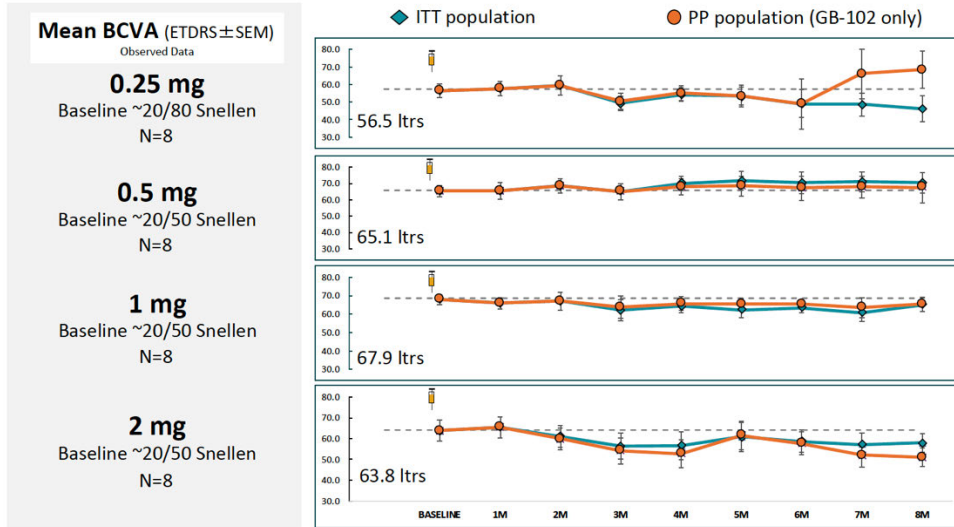 Mean BCVA (ETDRS±SEM)
Observed Data
ITT population
PP population (GB-102 only)
0.25 mg
Baseline ~20/80 Snellen
N=8
80.0
70.0
60.0
50.0
40.0
30.0
56.5 ltrs
0.5 mg
Baseline ~20/50 Snellen
N=8
80.0
70.0
60.0
50.0
40.0
30.0
65.1 ltrs
1 mg
Baseline ~20/50 Snellen
N=8
80.0
70.0
60.0
50.0
40.0
30.0
67.9 ltrs
2 mg
Baseline ~20/50 Snellen
N=8
80.0
70.0
60.0
50.0
40.0
30.0
63.8 ltrs
BASELINE 1M 2M 3M 4M 5M 6M 7M 8M